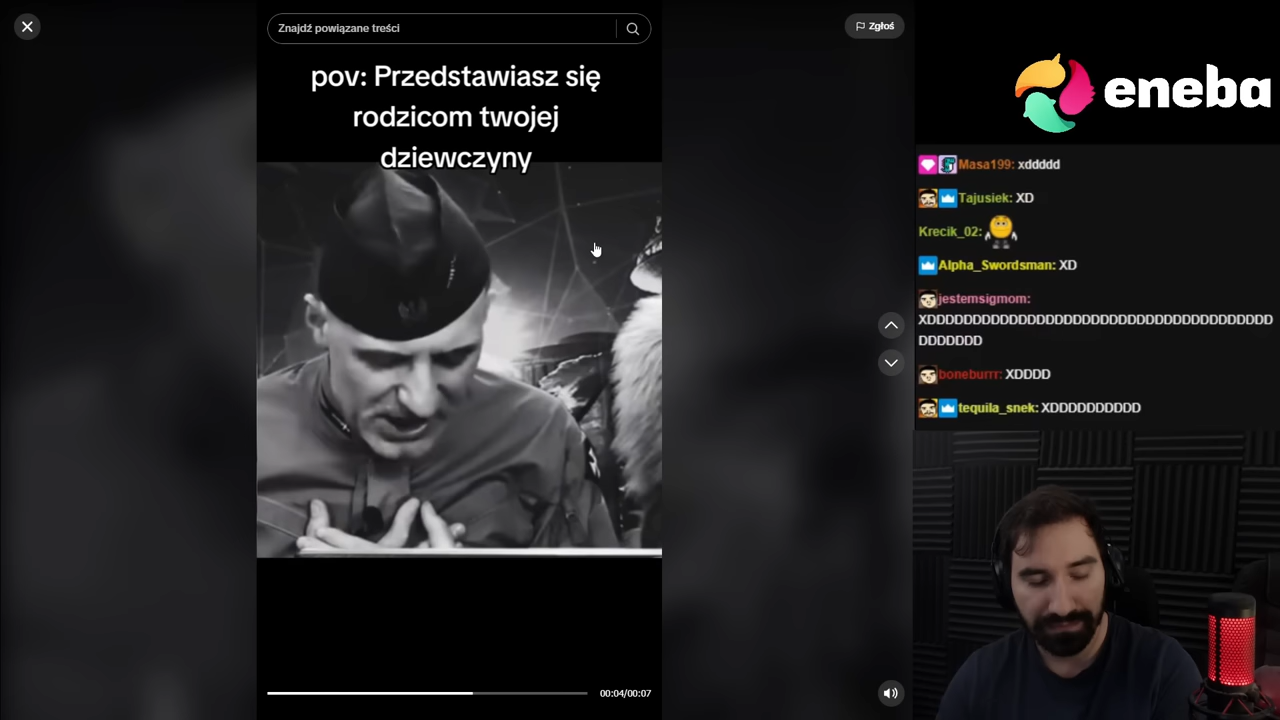 Znajdź powiązane treści
Zgłoś
pov: Przedstawiasz się
rodzicom twojej
dziewczyny
00:04/00:07
eneba
Masa199: xddddd
Tajusiek: XD
Krecik_02:
Alpha_Swordsman: XD
jestemsigmom:
XDDDDDDDDDDDDDDDDDDDDDDDDDDDDDDDDDDDDDD
DDDDDDD
boneburrr: XDDDD
tequila_snek: XDDDDDDDDDD